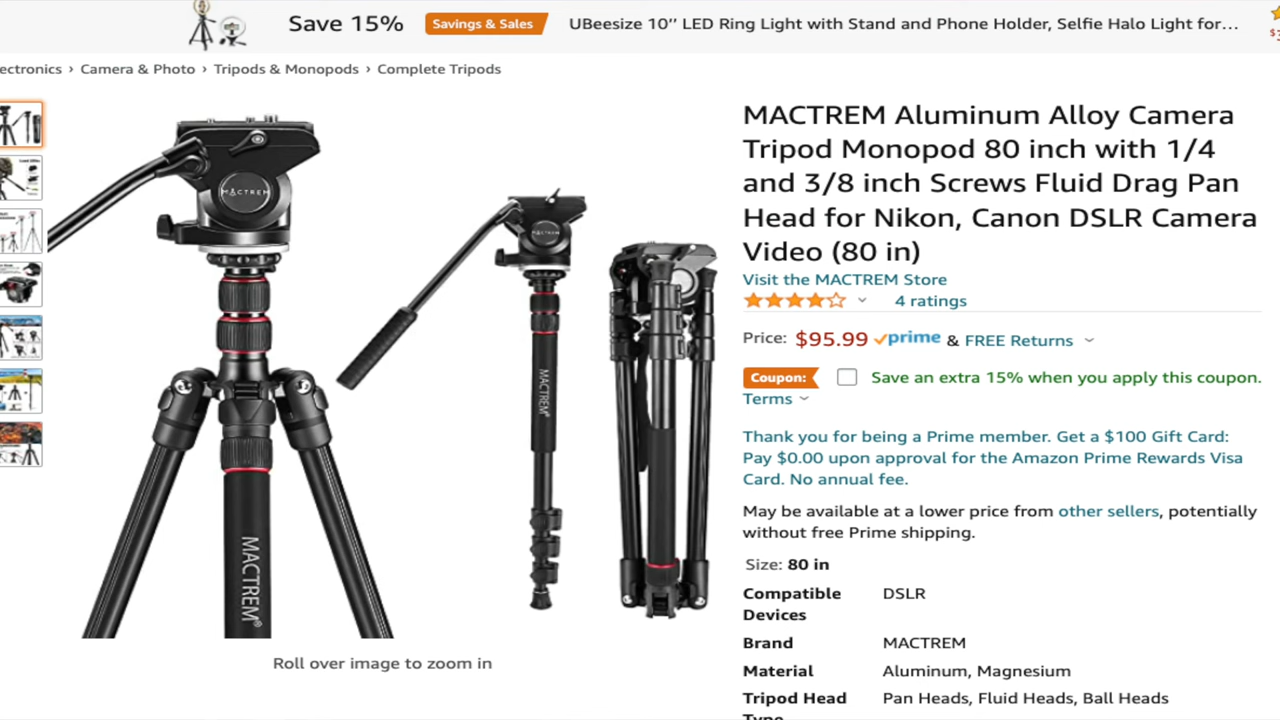 Save 15%
Savings & Sales
UBeesize 10’’ LED Ring Light with Stand and Phone Holder, Selfie Halo Light for...
ectronics › Camera & Photo › Tripods & Monopods › Complete Tripods
MACTREM Aluminum Alloy Camera
Tripod Monopod 80 inch with 1/4
and 3/8 inch Screws Fluid Drag Pan
Head for Nikon, Canon DSLR Camera
Video (80 in)
Visit the MACTREM Store
4 ratings
Price: $95.99 prime & FREE Returns
Coupon: Save an extra 15% when you apply this coupon.
Terms
Thank you for being a Prime member. Get a $100 Gift Card:
Pay $0.00 upon approval for the Amazon Prime Rewards Visa
Card. No annual fee.
May be available at a lower price from other sellers, potentially
without free Prime shipping.
Size: 80 in
Compatible DSLR
Devices
Brand MACTREM
Material Aluminum, Magnesium
Tripod Head Pan Heads, Fluid Heads, Ball Heads
Type
MACTREM
MACTREM
MACTREM®
MACTREM®
Roll over image to zoom in